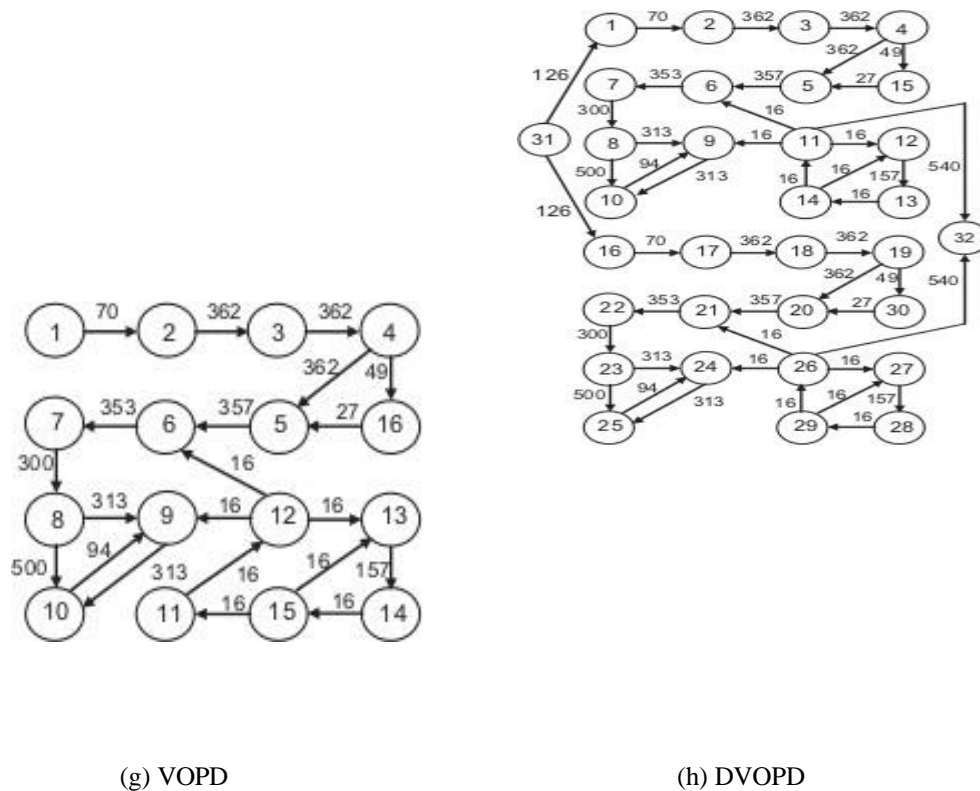 1 70 2 362 3 362 4
362 49
7 353 6 357 5 27 16
300 16
8 313 9 16 12 16 13
500 94 313 16 16 157
10 11 16 15 16 14
(g) VOPD
1 70 2 362 3 362 4
126 362 49
7 353 6 357 5 27 15
300 16
31 8 313 9 16 11 16 12
500 94 313 16 16 157 540
10 14 16 13
126 32
16 70 17 362 18 362 19
362 49 540
22 353 21 357 20 27 30
300 16
23 313 24 16 26 16 27
500 94 313 16 16 157
25 29 16 28
(h) DVOPD